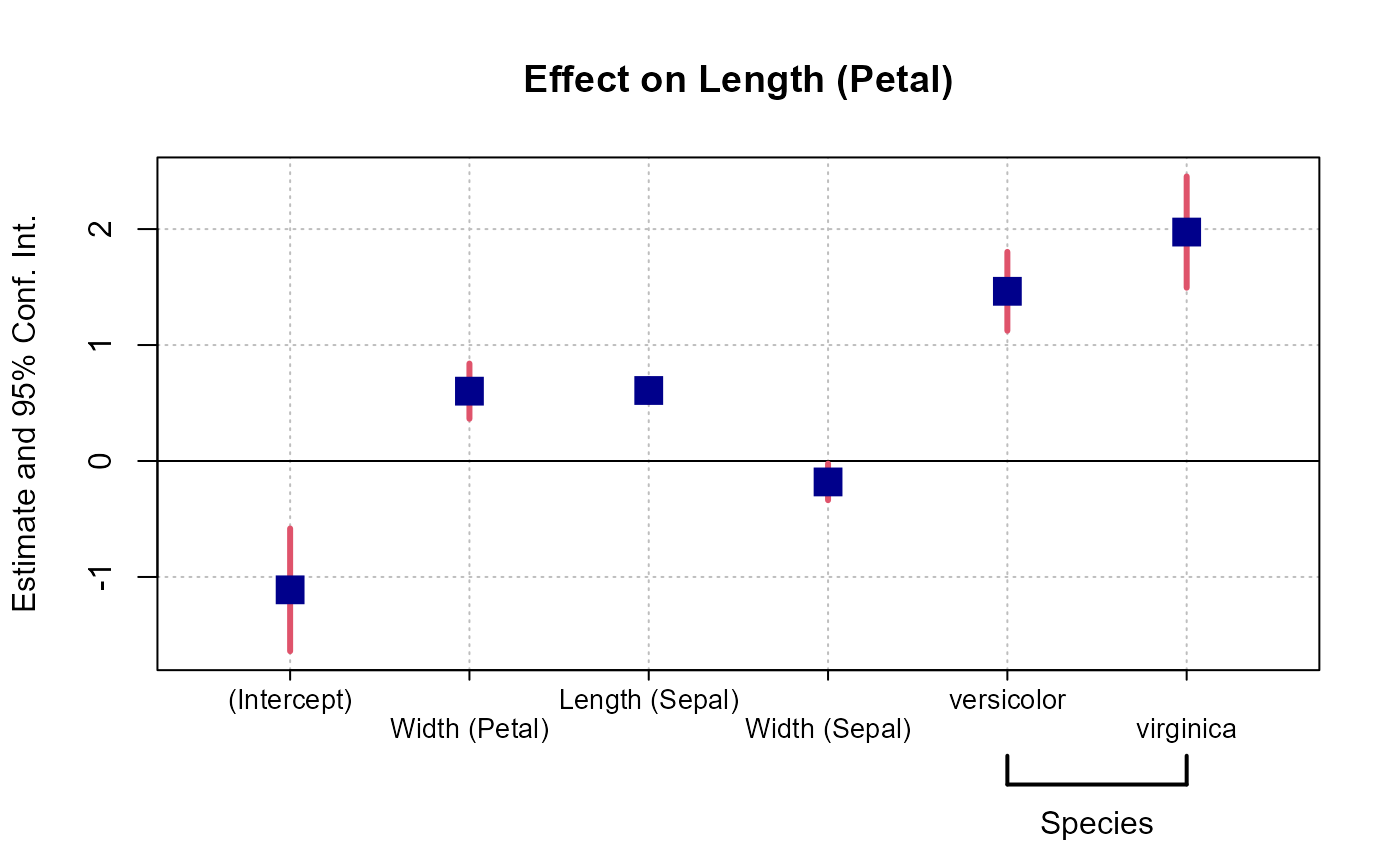 Effect on Length (Petal)
Estimate and 95% Conf. Int.
2
1
0
-1
(Intercept)
Width (Petal)
Length (Sepal)
Width (Sepal)
versicolor
virginica
Species